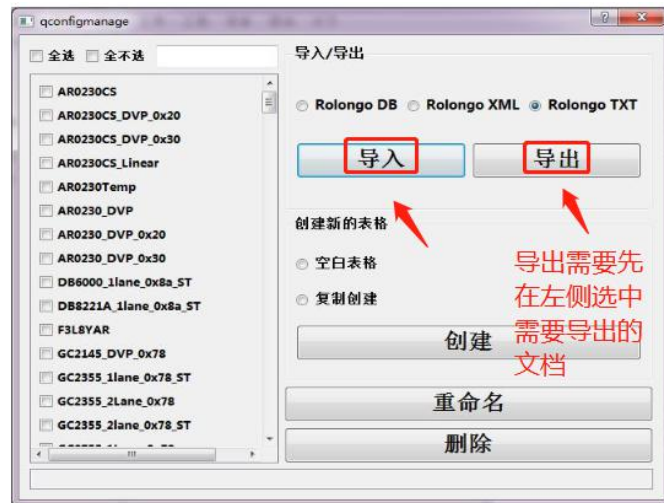 qconfigmanage
全选 全不选
AR0230CS
AR0230CS_DVP_0x20
AR0230CS_DVP_0x30
AR0230CS_Linear
AR0230Temp
AR0230_DVP
AR0230_DVP_0x20
AR0230_DVP_0x30
DB6000_1lane_0x8a_ST
DB8221A_1lane_0x8a_ST
F3L8YAR
GC2145_DVP_0x78
GC2355_1lane_0x78_ST
GC2355_2Lane_0x78
GC2355_2lane_0x78_ST
导入/导出
Rolongo DB Rolongo XML Rolongo TXT
导入 导出
创建新的表格
空白表格
复制创建
创建
重命名
删除
导出需要先
在左侧选中
需要导出的
文档